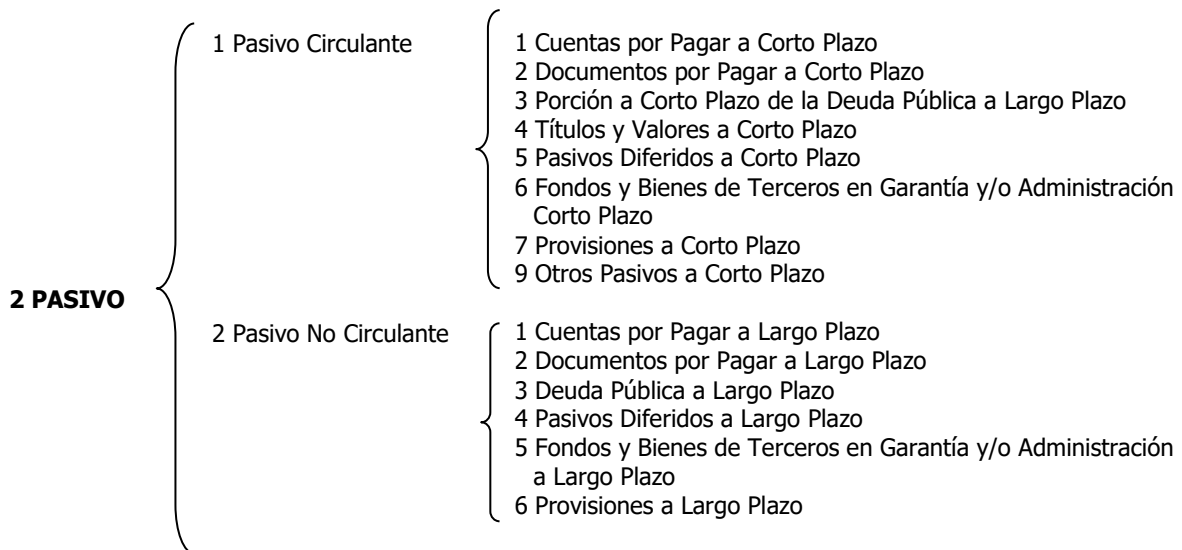 2 PASIVO
1 Pasivo Circulante
1 Cuentas por Pagar a Corto Plazo
2 Documentos por Pagar a Corto Plazo
3 Porción a Corto Plazo de la Deuda Pública a Largo Plazo
4 Títulos y Valores a Corto Plazo
5 Pasivos Diferidos a Corto Plazo
6 Fondos y Bienes de Terceros en Garantía y/o Administración
Corto Plazo
7 Provisiones a Corto Plazo
9 Otros Pasivos a Corto Plazo
2 Pasivo No Circulante
1 Cuentas por Pagar a Largo Plazo
2 Documentos por Pagar a Largo Plazo
3 Deuda Pública a Largo Plazo
4 Pasivos Diferidos a Largo Plazo
5 Fondos y Bienes de Terceros en Garantía y/o Administración
a Largo Plazo
6 Provisiones a Largo Plazo